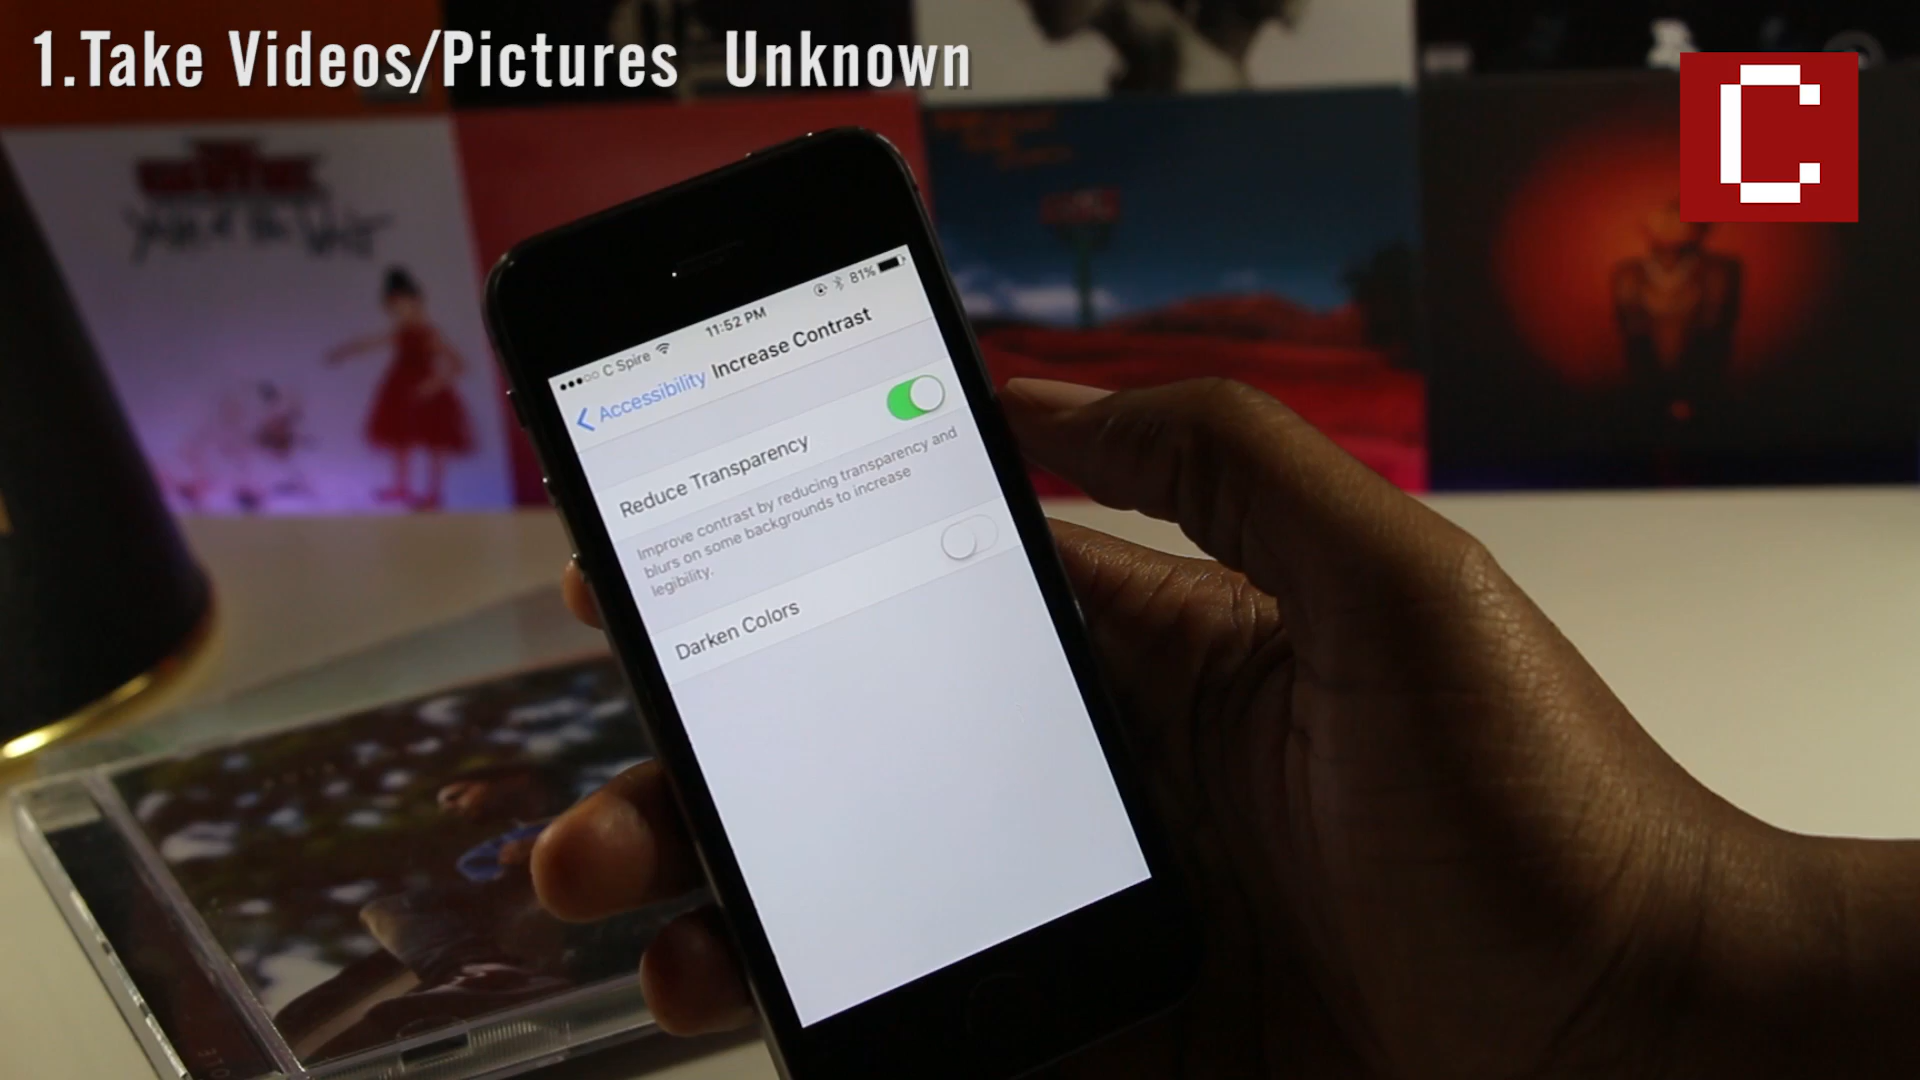 1.Take Videos/Pictures Unknown
C
C Spire 11:52 PM 81%
Accessibility Increase Contrast
Reduce Transparency
Improve contrast by reducing transparency and
blurs on some backgrounds to increase
legibility.
Darken Colors